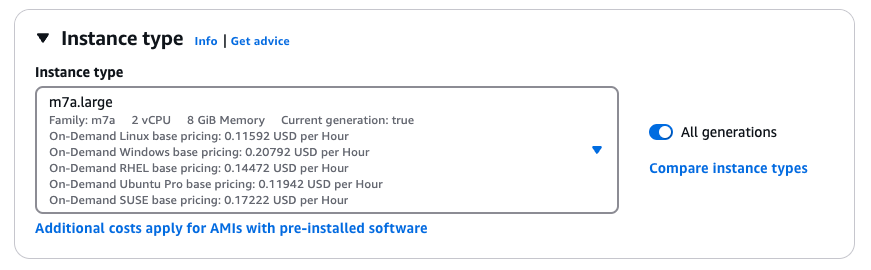 Instance type Info | Get advice
Instance type
m7a.large
Family: m7a 2 vCPU 8 GiB Memory Current generation: true
On-Demand Linux base pricing: 0.11592 USD per Hour
On-Demand Windows base pricing: 0.20792 USD per Hour
On-Demand RHEL base pricing: 0.14472 USD per Hour
On-Demand Ubuntu Pro base pricing: 0.11942 USD per Hour
On-Demand SUSE base pricing: 0.17222 USD per Hour
All generations
Compare instance types
Additional costs apply for AMIs with pre-installed software